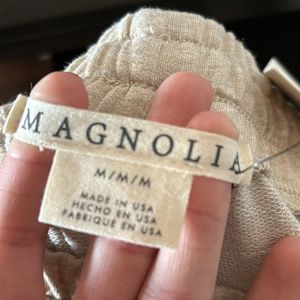 MAGNOLIA
M/M/M
MADE IN USA
HECHO EN USA
FABRIQUE EN USA